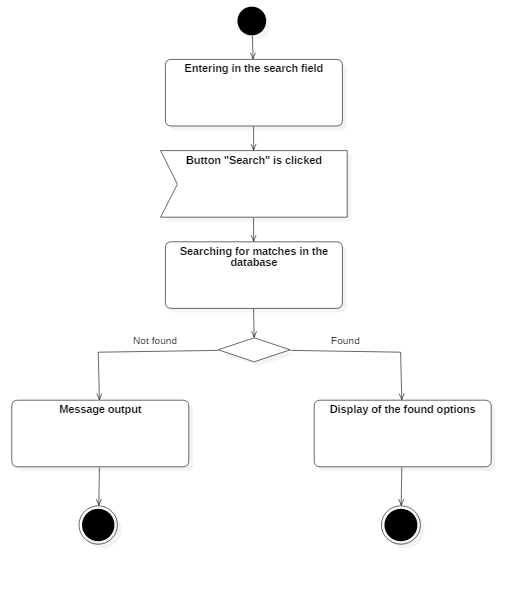 Entering in the search field
Button "Search" is clicked
Searching for matches in the
database
Not found
Found
Message output
Display of the found options